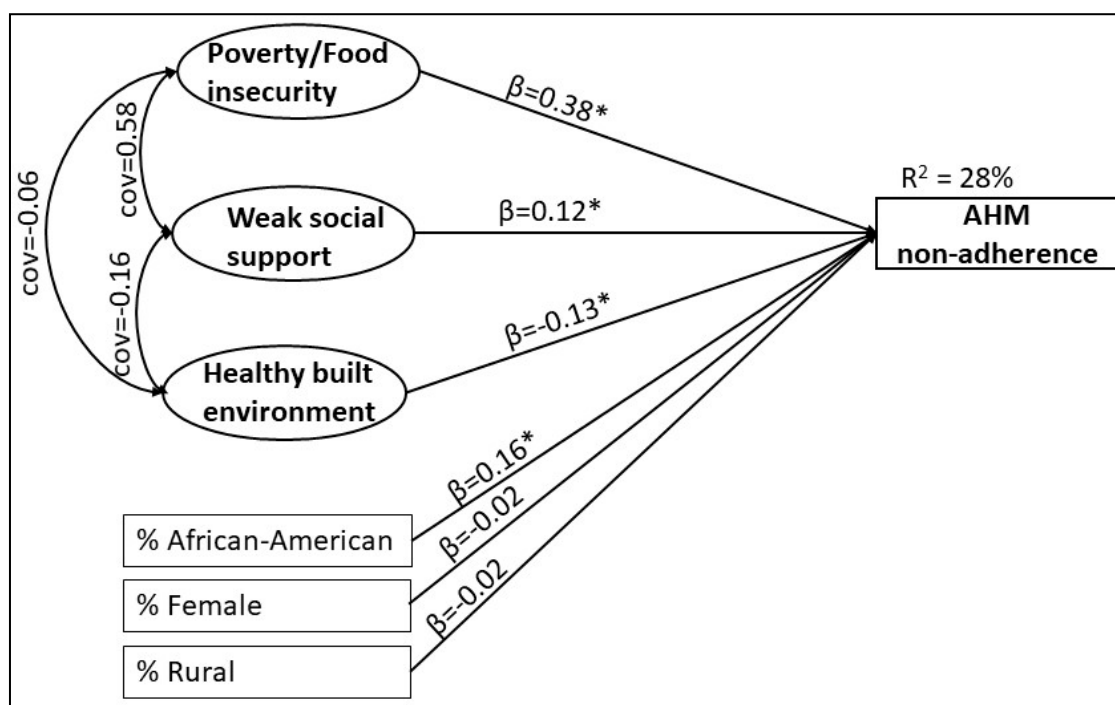 Poverty/Food
insecurity
β=0.38*
cov=0.58
cov=-0.06
R² = 28%
AHM
non-adherence
Weak social
support
β=0.12*
cov=-0.16
β=-0.13*
Healthy built
environment
β=0.16*
% African-American
β=-0.02
% Female
β=-0.02
% Rural